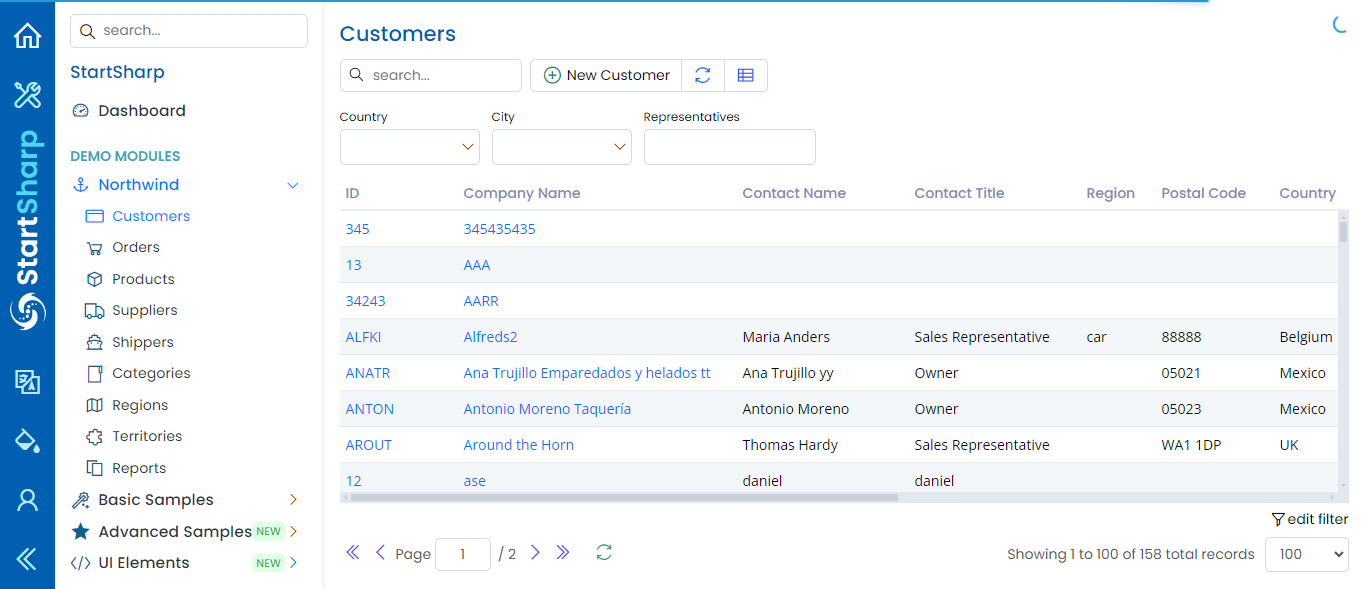 StartSharp
search...
StartSharp
Dashboard
DEMO MODULES
Northwind
Customers
Orders
Products
Suppliers
Shippers
Categories
Regions
Territories
Reports
Basic Samples
Advanced Samples NEW
UI Elements NEW
Customers
search... New Customer
Country City Representatives
ID Company Name Contact Name Contact Title Region Postal Code Country
345 345435435
13 AAA
34243 AARR
ALFKI Alfreds2 Maria Anders Sales Representative car 88888 Belgium
ANATR Ana Trujillo Emparedados y helados tt Ana Trujillo yy Owner 05021 Mexico
ANTON Antonio Moreno Taquería Antonio Moreno Owner 05023 Mexico
AROUT Around the Horn Thomas Hardy Sales Representative WA1 1DP UK
12 ase daniel daniel
edit filter
Page 1 / 2 Showing 1 to 100 of 158 total records 100